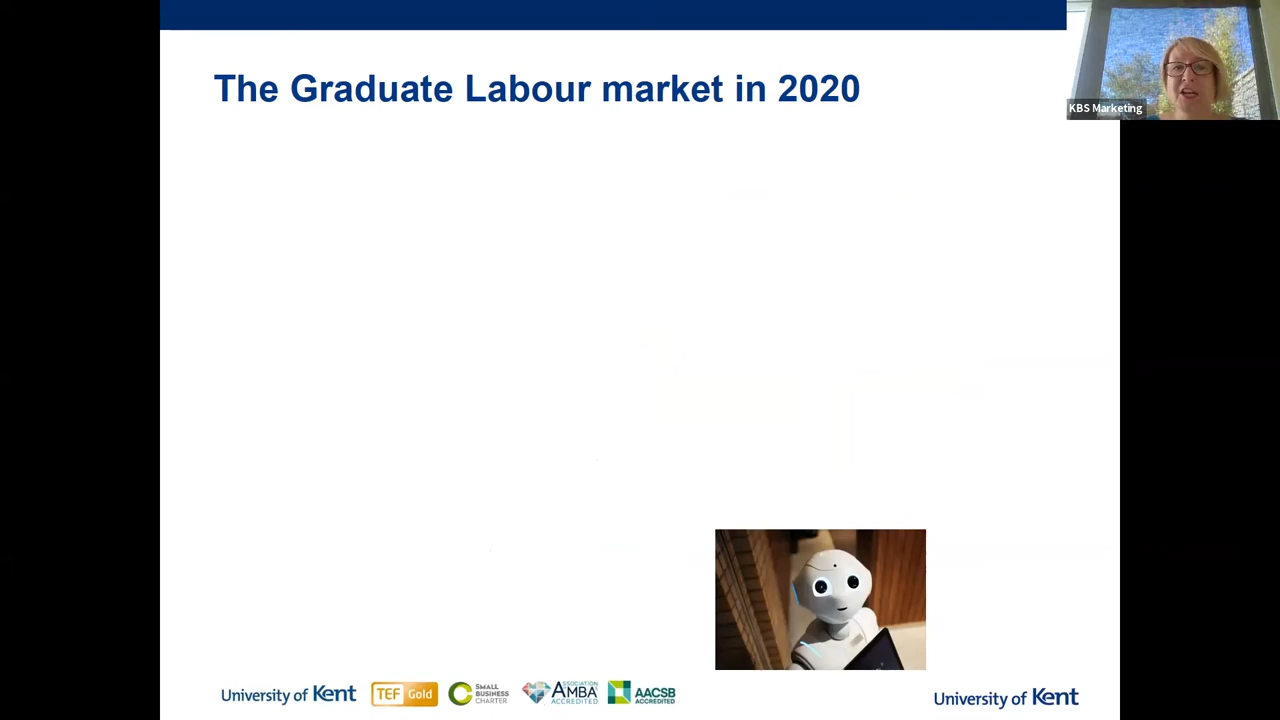 The Graduate Labour market in 2020
KBS Marketing
University of Kent
TEF Gold
SMALL
BUSINESS
CHARTER
ASSOCIATION
AMBA
ACCREDITED
AACSB
ACCREDITED
University of Kent